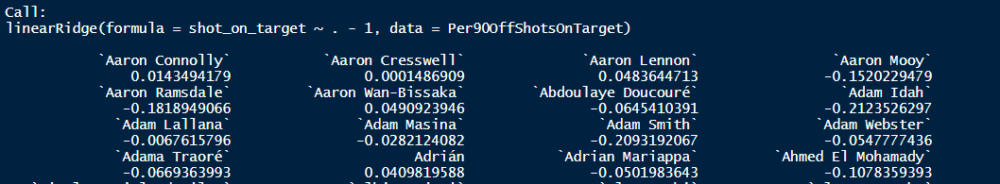 Call:
linearRidge(formula = shot_on_target ~ . - 1, data = Per90OffShotsOnTarget)
`Aaron Connolly` `Aaron Cresswell` `Aaron Lennon` `Aaron Mooy`
0.0143494179 0.0001486909 0.0483644713 -0.1520229479
`Aaron Ramsdale` `Aaron Wan-Bissaka` `Abdoulaye Doucouré` `Adam Idah`
-0.1818949066 0.0490923946 -0.0645410391 -0.2123526297
`Adam Lallana` `Adam Masina` `Adam Smith` `Adam Webster`
-0.0067615796 -0.0282124082 -0.2093192067 -0.0547777436
`Adama Traoré` Adrián `Adrian Mariappa` `Ahmed El Mohamady`
-0.0669363993 0.0409819588 -0.0501983643 -0.1078359393